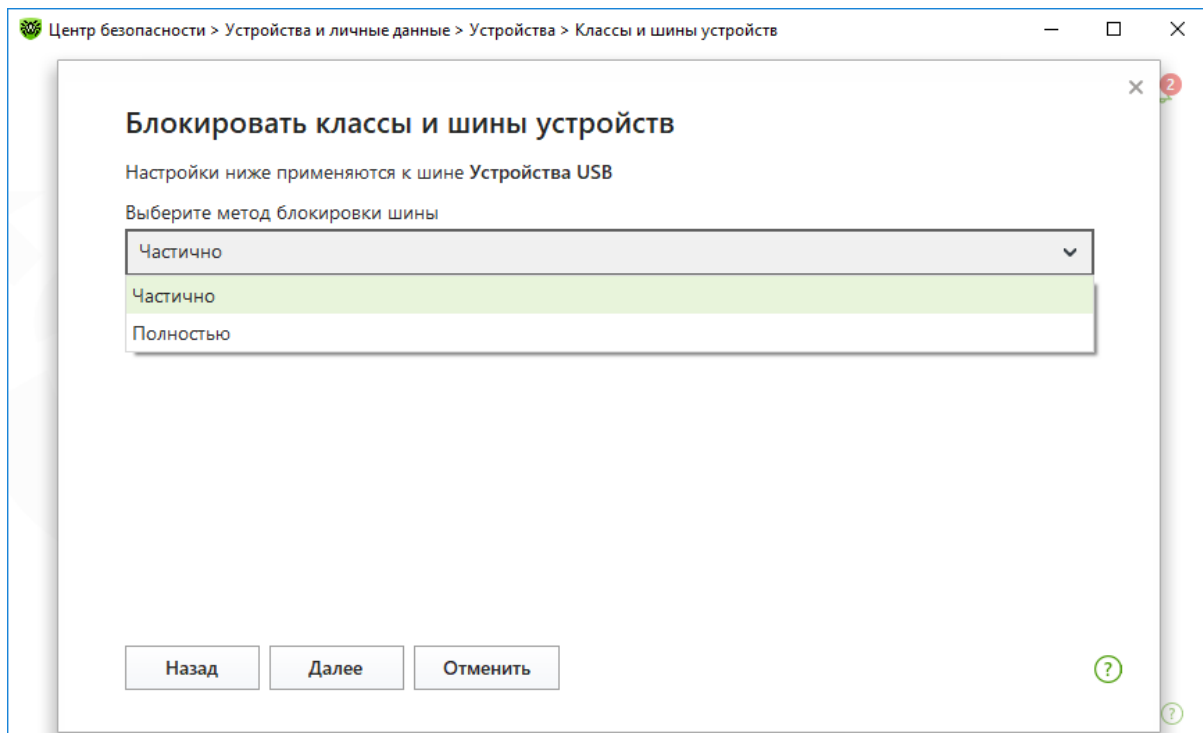 Центр безопасности > Устройства и личные данные > Устройства > Классы и шины устройств
2
Блокировать классы и шины устройств
Настройки ниже применяются к шине Устройства USB
Выберите метод блокировки шины
Частично
Частично
Полностью
Назад Далее Отменить ?
?